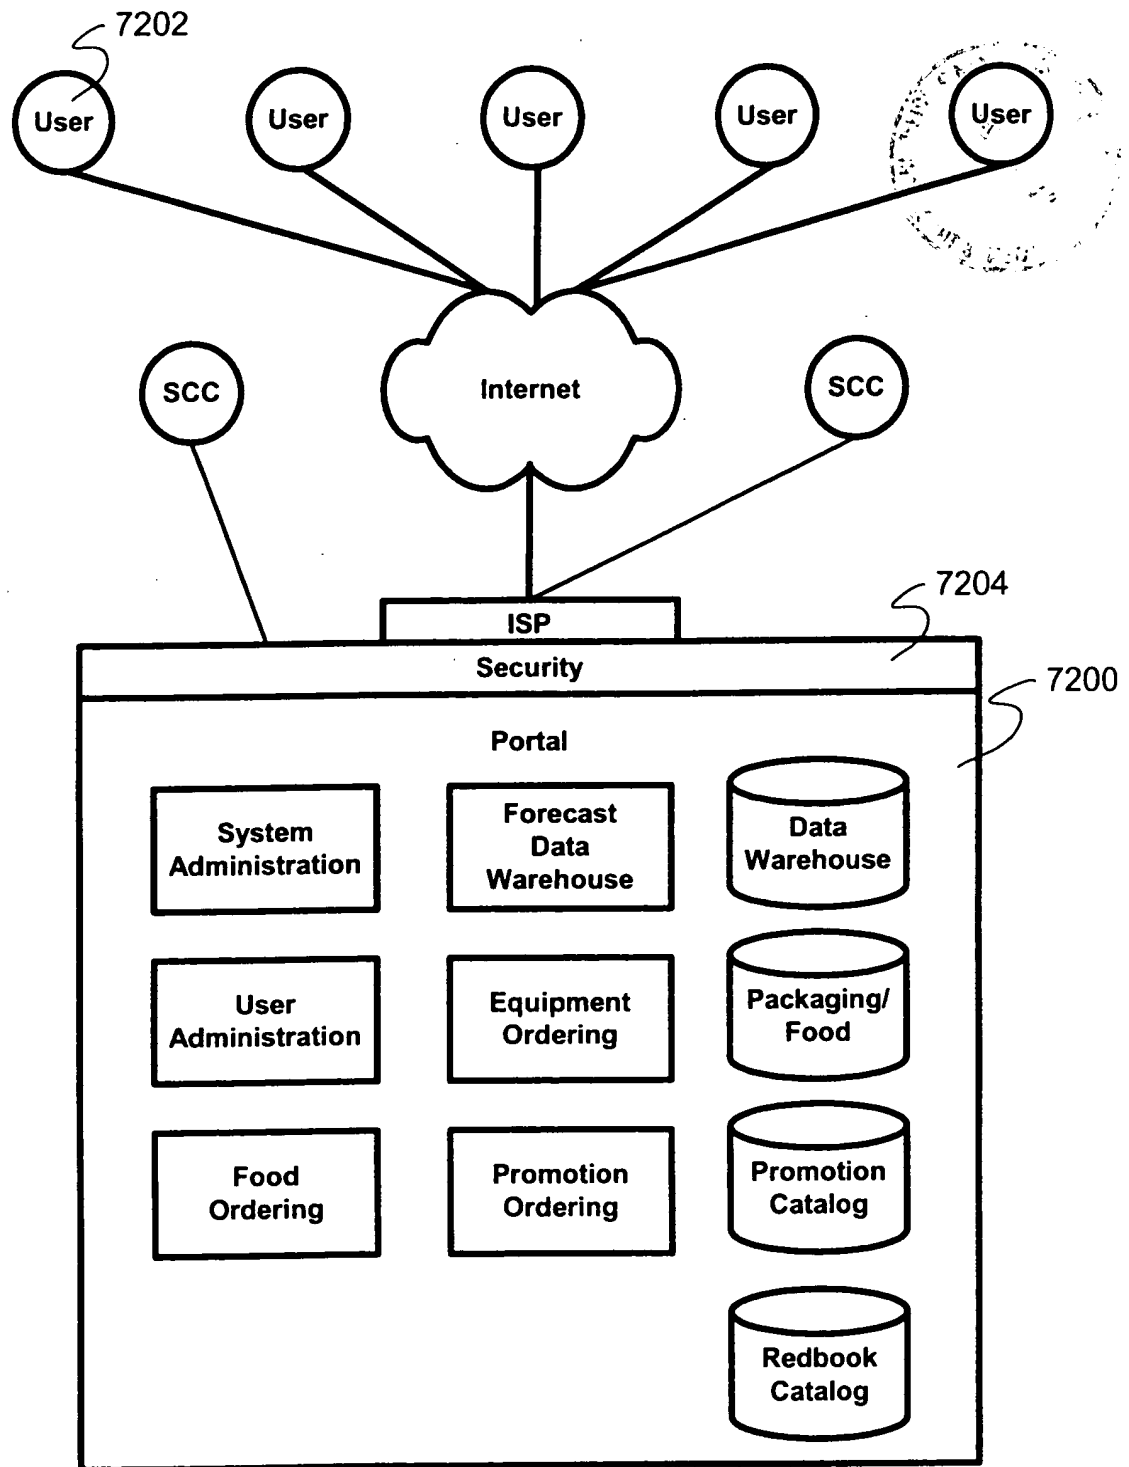 7202
User
User
User
User
User
SCC
Internet
SCC
7204
ISP
Security
7200
Portal
System
Administration
Forecast
Data
Warehouse
Data
Warehouse
User
Administration
Equipment
Ordering
Packaging/
Food
Food
Ordering
Promotion
Ordering
Promotion
Catalog
Redbook
Catalog